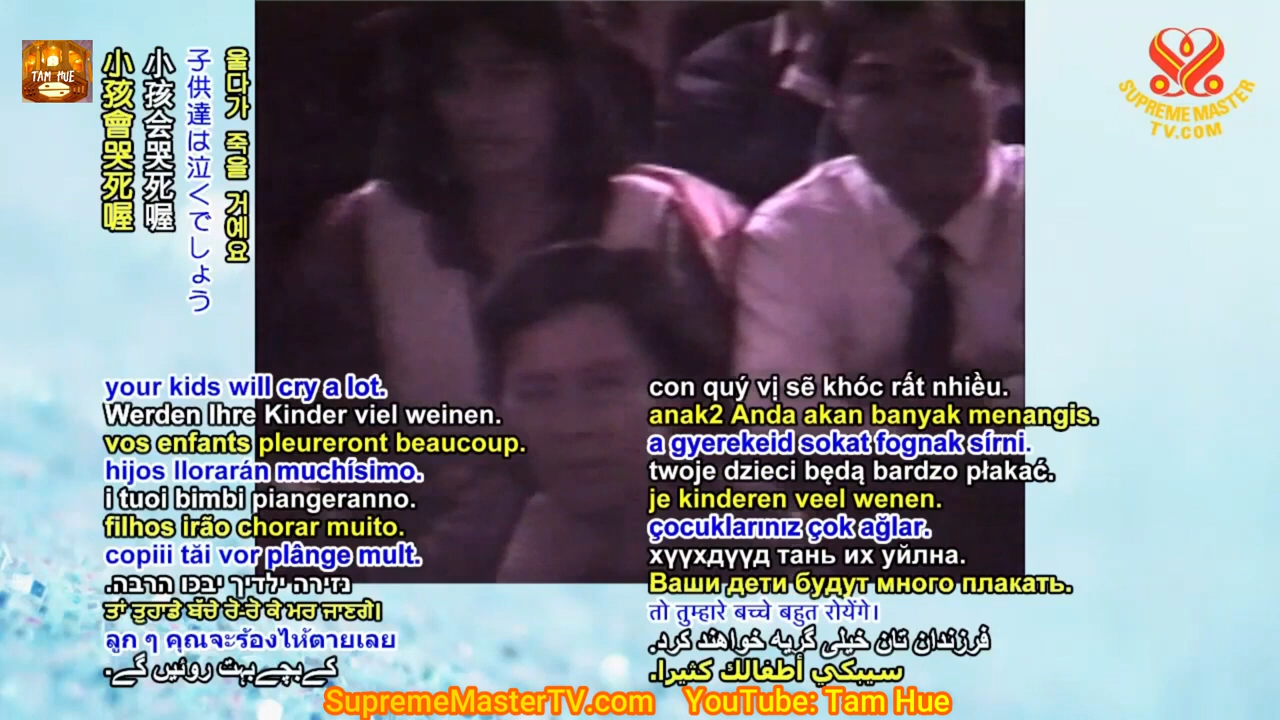 TAM HUE
小孩會哭死喔
小孩会哭死喔
子供達は泣くでしょう
울다가 죽을 거예요
SUPREME MASTER
TV.COM
your kids will cry a lot.
Werden Ihre Kinder viel weinen.
vos enfants pleureront beaucoup.
hijos llorarán muchísimo.
i tuoi bimbi piangeranno.
filhos irão chorar muito.
copiii tăi vor plânge mult.
נזירה ילדיך יבכו הרבה.
ਤਾਂ ਤੁਹਾਡੇ ਬੱਚੇ ਰੋ-ਰੋ ਕੇ ਮਰ ਜਾਣਗੇ।
ลูก ๆ คุณจะร้องไห้ตายเลย
کے بچے بہت روئیں گے۔
con quý vị sẽ khóc rất nhiều.
anak2 Anda akan banyak menangis.
a gyerekeid sokat fognak sírni.
twoje dzieci będą bardzo płakać.
je kinderen veel wenen.
çocuklarınız çok ağlar.
хүүхдүүд тань их уйлна.
Ваши дети будут много плакать.
तो तुम्हारे बच्चे बहुत रोयेंगे।
فرزندان تان خیلی گریه خواهند کرد.
سيبكي أطفالك كثيرا.
SupremeMasterTV.com YouTube: Tam Hue